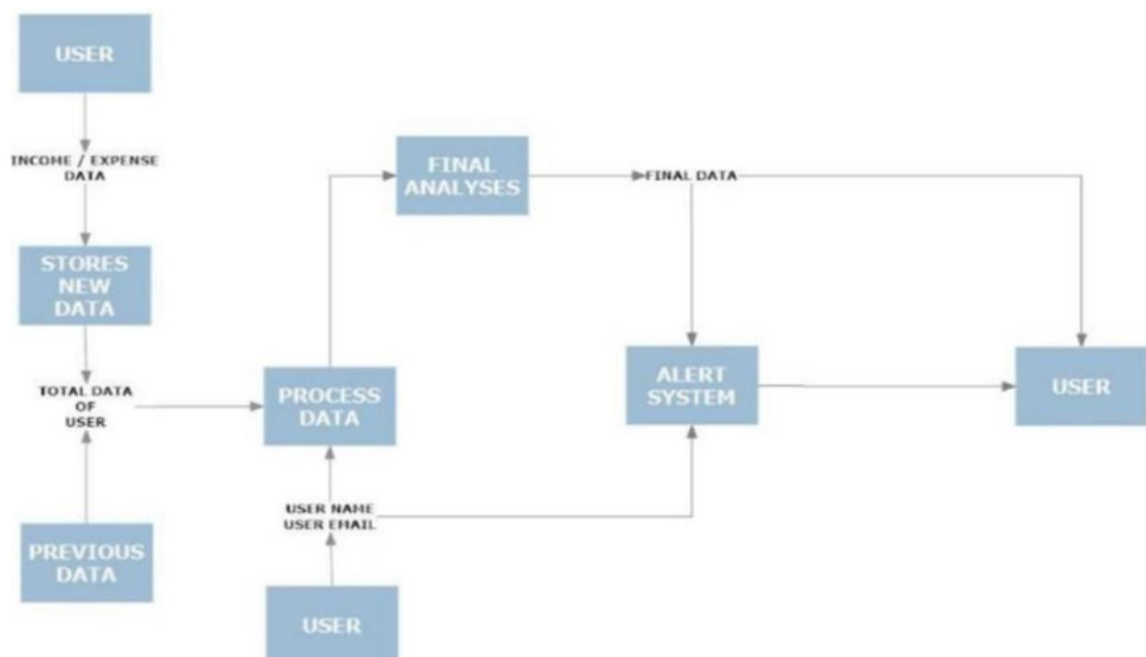 USER
INCOME / EXPENSE
DATA
STORES
NEW
DATA
TOTAL DATA
OF
USER
PREVIOUS
DATA
PROCESS
DATA
USER NAME
USER EMAIL
USER
FINAL
ANALYSES
FINAL DATA
ALERT
SYSTEM
USER